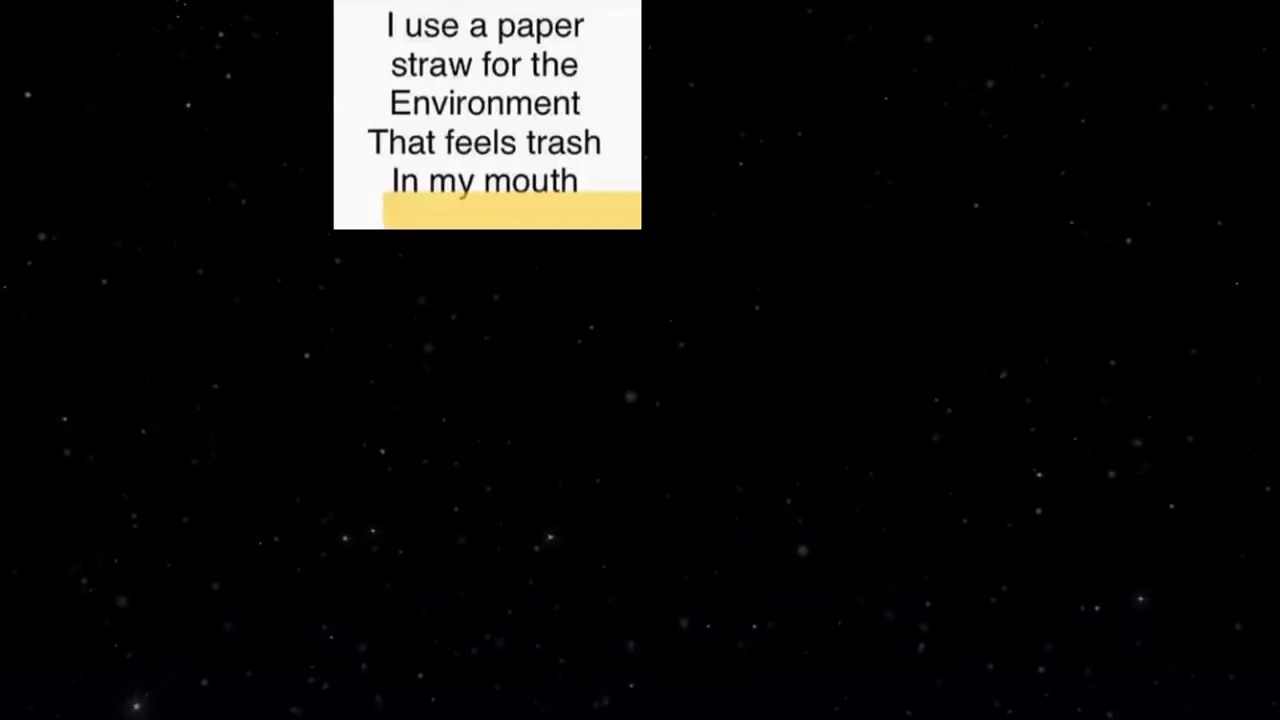 I use a paper
straw for the
Environment
That feels trash
In my mouth